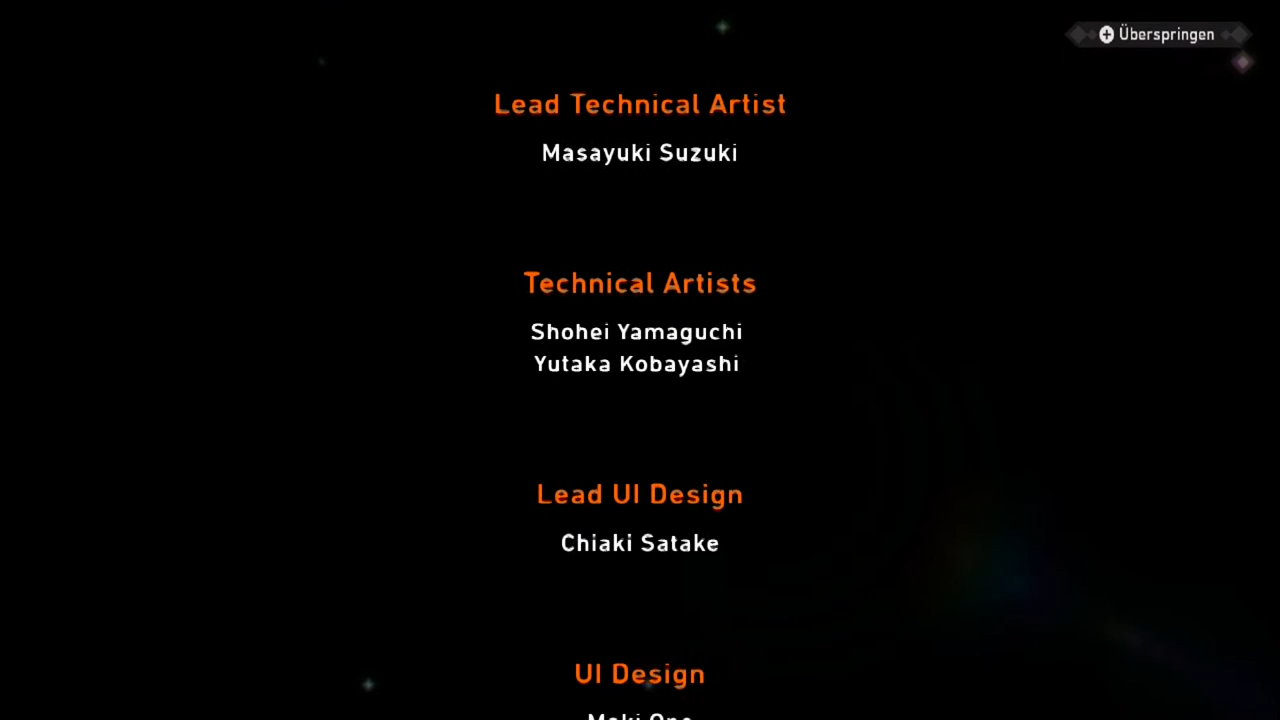 Überspringen
Lead Technical Artist
Masayuki Suzuki
Technical Artists
Shohei Yamaguchi
Yutaka Kobayashi
Lead UI Design
Chiaki Satake
UI Design